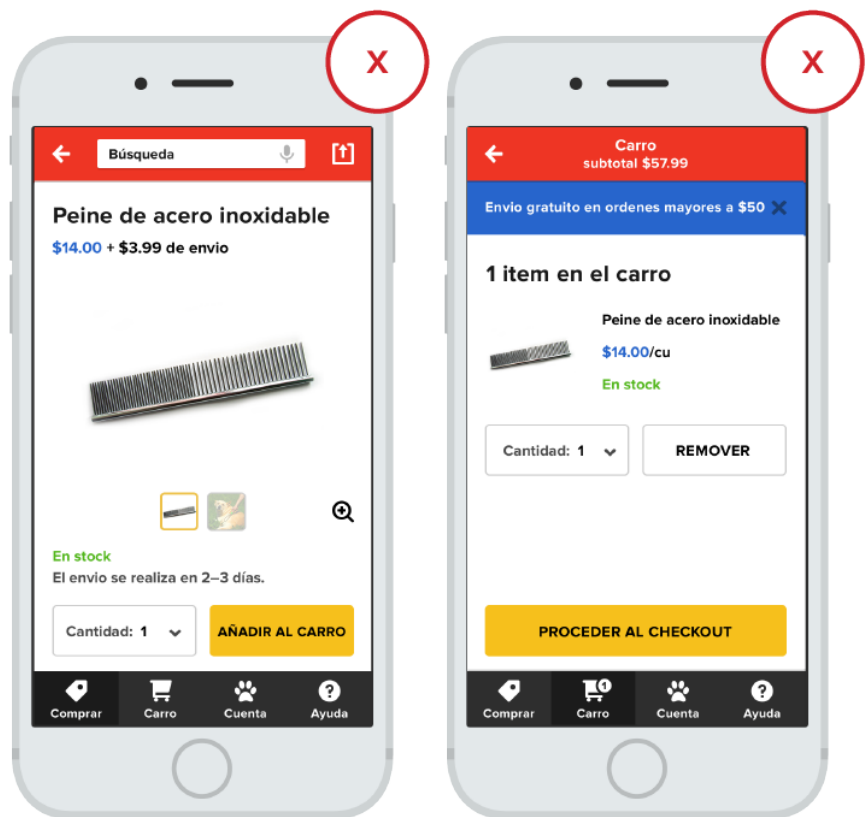 X
Búsqueda
Peine de acero inoxidable
$14.00 + $3.99 de envio
En stock
El envio se realiza en 2–3 días.
Cantidad: 1
AÑADIR AL CARRO
Comprar
Carro
Cuenta
Ayuda
X
Carro
subtotal $57.99
Envio gratuito en ordenes mayores a $50
1 item en el carro
Peine de acero inoxidable
$14.00/cu
En stock
Cantidad: 1
REMOVER
PROCEDER AL CHECKOUT
1
Comprar
Carro
Cuenta
Ayuda